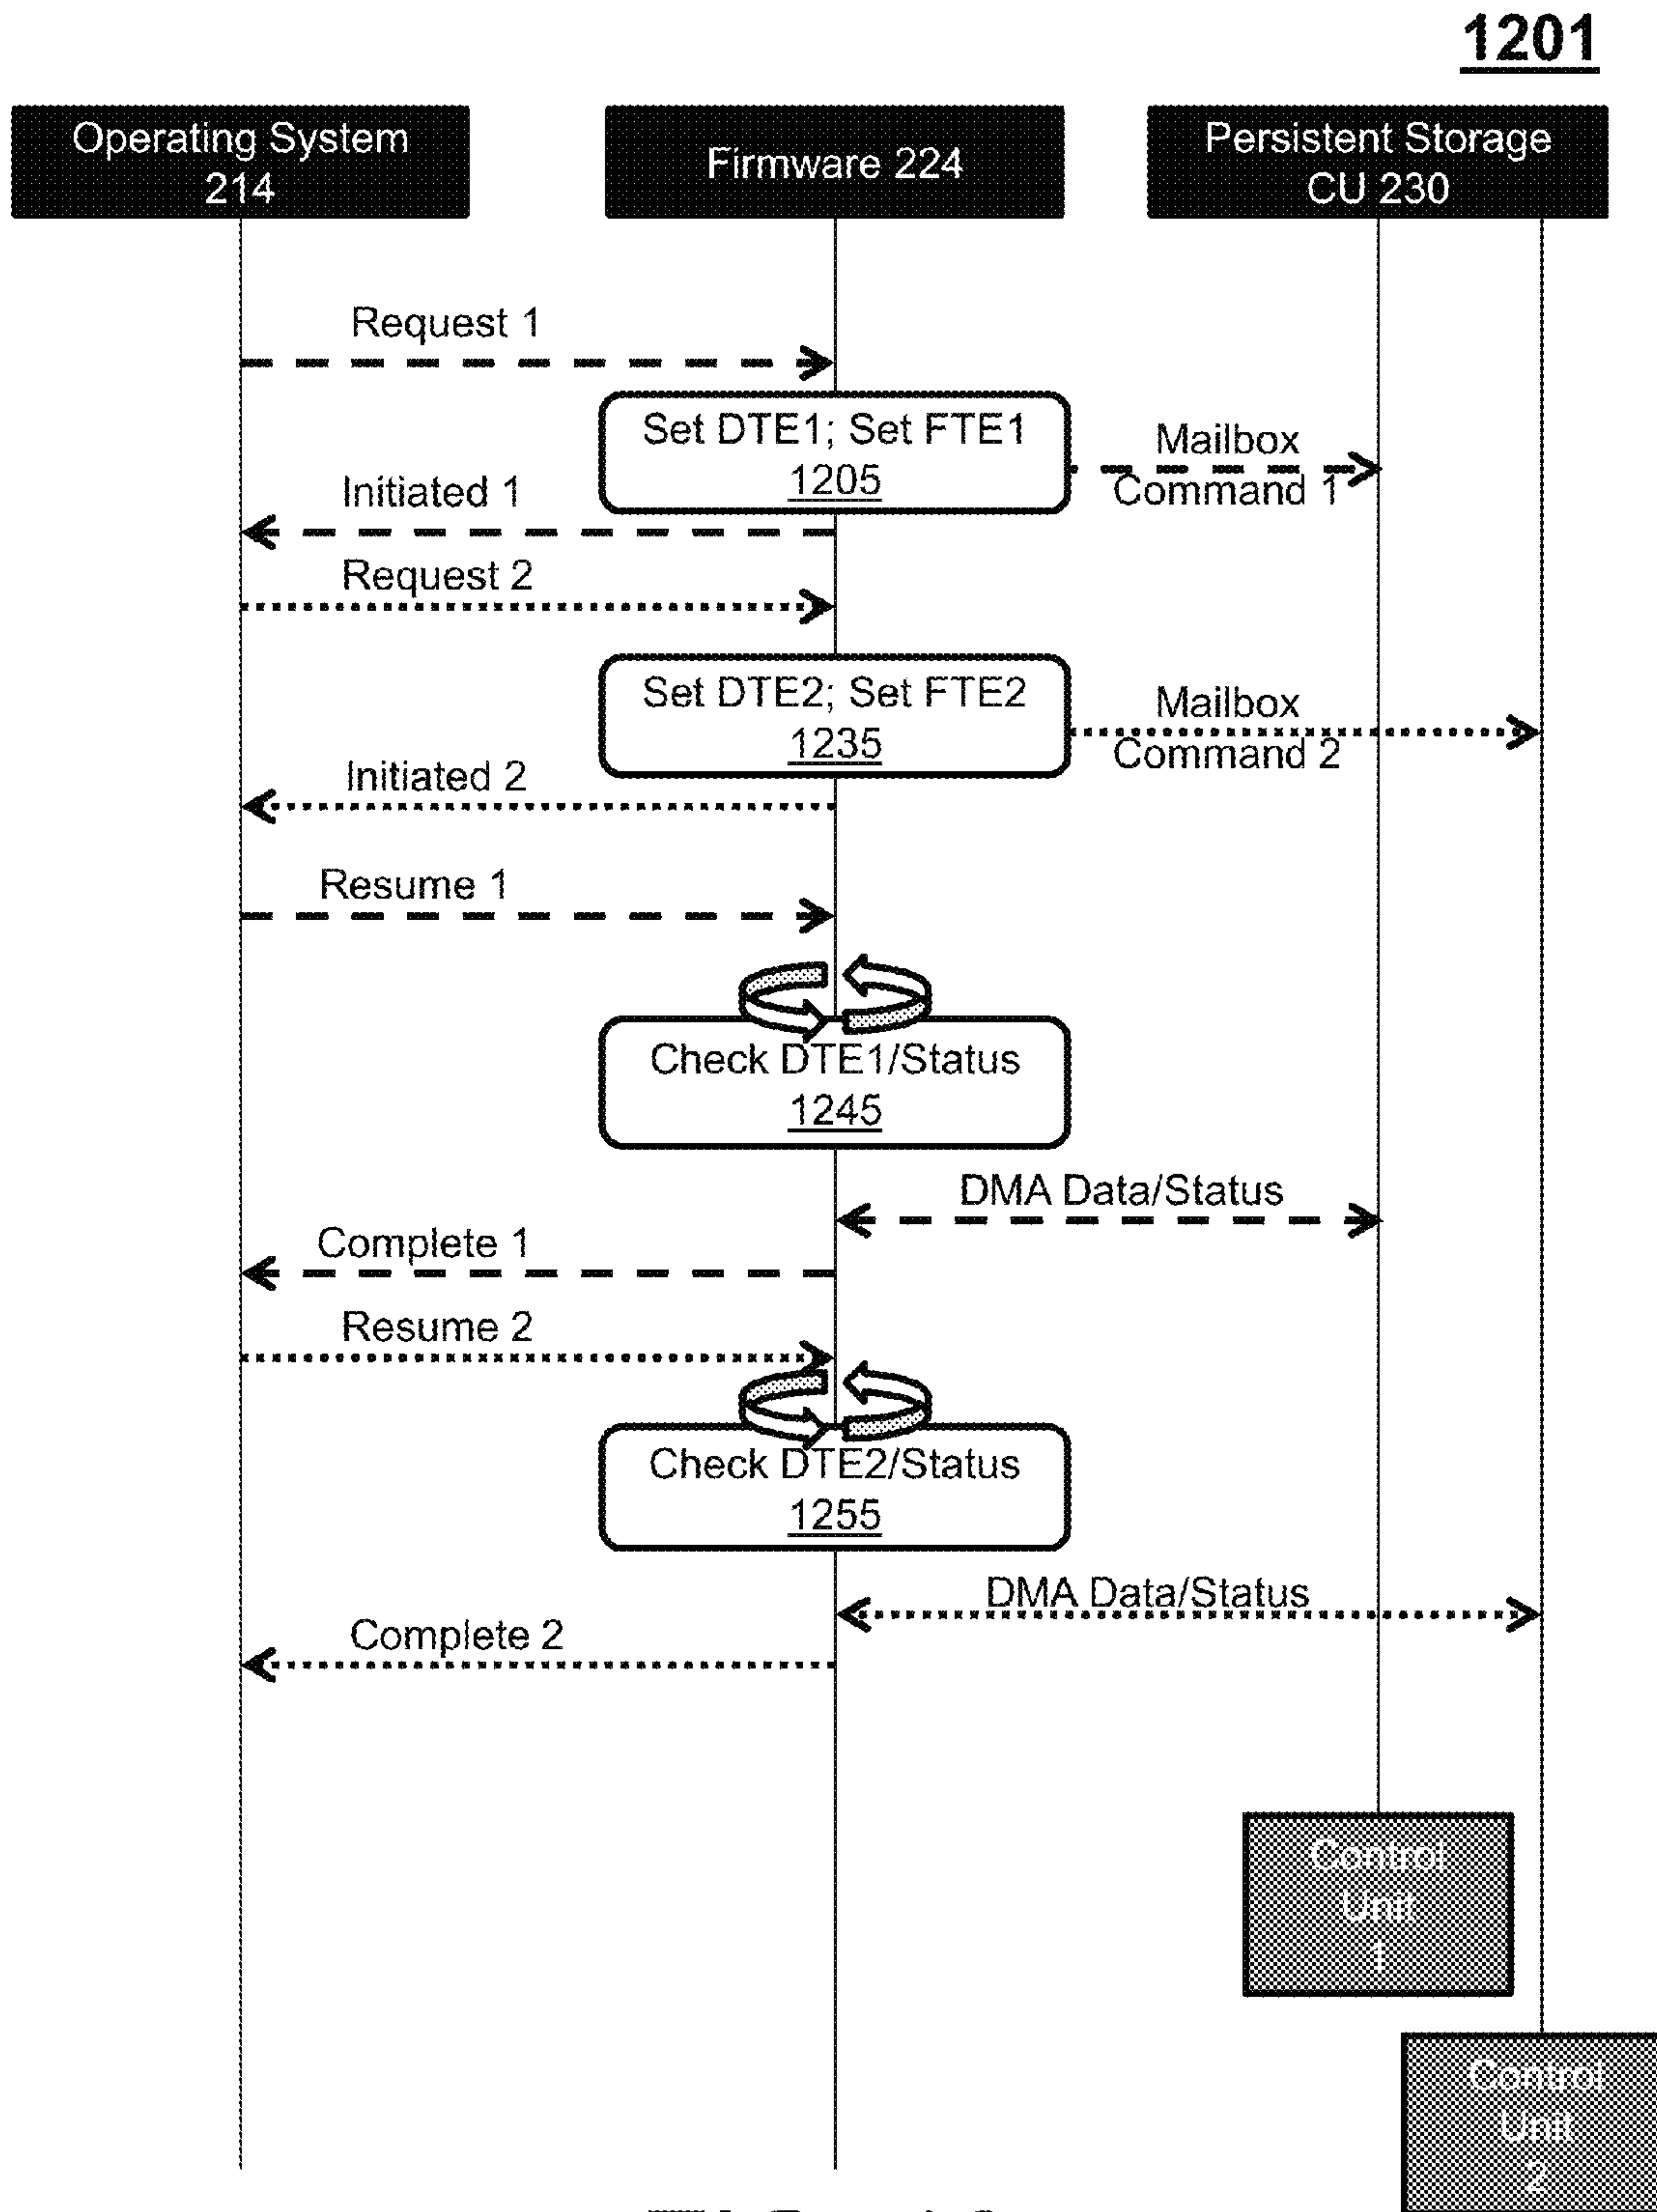 1201
Operating System
214
Firmware 224
Persistent Storage
CU 230
Request 1
Set DTE1; Set FTE1
1205
Mailbox
Command 1
Initiated 1
Request 2
Set DTE2; Set FTE2
1235
Mailbox
Command 2
Initiated 2
Resume 1
Check DTE1/Status
1245
DMA Data/Status
Complete 1
Resume 2
Check DTE2/Status
1255
DMA Data/Status
Complete 2
Control
Unit
1
Control
Unit
2